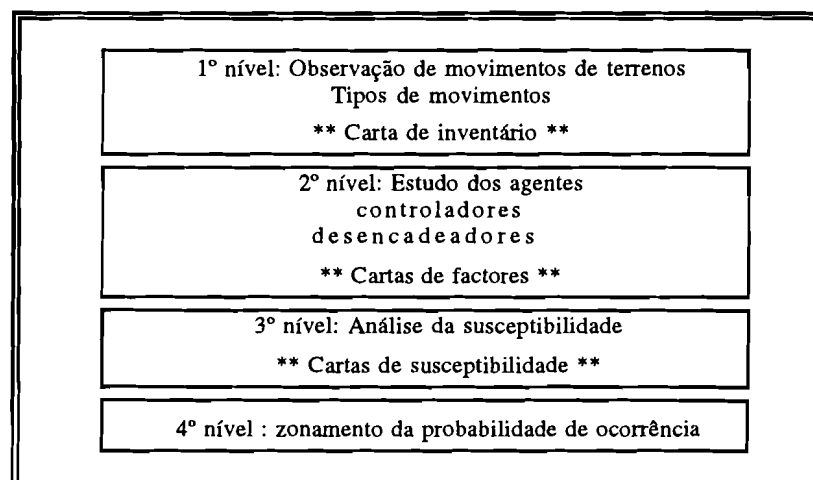 1º nível: Observação de movimentos de terrenos
Tipos de movimentos
** Carta de inventário **
2º nível: Estudo dos agentes
controladores
desencadeadores
** Cartas de factores **
3º nível: Análise da susceptibilidade
** Cartas de susceptibilidade **
4º nível : zonamento da probabilidade de ocorrência